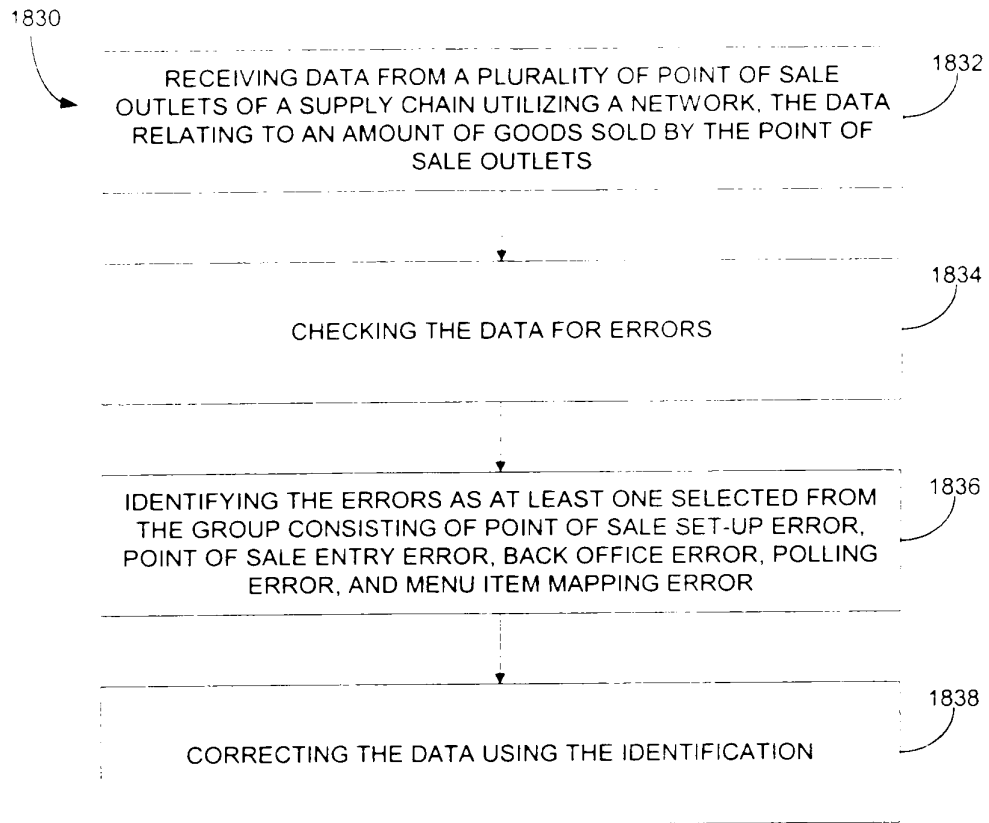 1830
RECEIVING DATA FROM A PLURALITY OF POINT OF SALE
OUTLETS OF A SUPPLY CHAIN UTILIZING A NETWORK, THE DATA
RELATING TO AN AMOUNT OF GOODS SOLD BY THE POINT OF
SALE OUTLETS
1832
CHECKING THE DATA FOR ERRORS
1834
IDENTIFYING THE ERRORS AS AT LEAST ONE SELECTED FROM
THE GROUP CONSISTING OF POINT OF SALE SET-UP ERROR,
POINT OF SALE ENTRY ERROR, BACK OFFICE ERROR, POLLING
ERROR, AND MENU ITEM MAPPING ERROR
1836
CORRECTING THE DATA USING THE IDENTIFICATION
1838